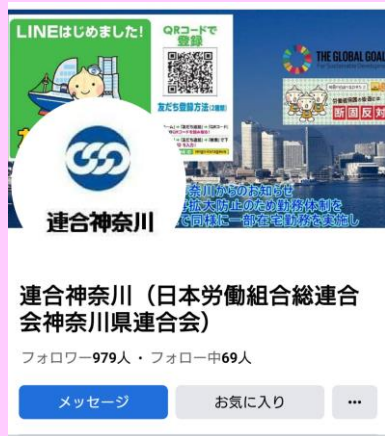 LINEはじめました!
QRコードで
登録
友だち登録方法(2種類)
THE GLOBAL GOALS
断固反対
奈川からのお知らせ
拡大防止のため勤務体制を
で同様に一部在宅勤務を実施し
連合神奈川
連合神奈川(日本労働組合総連合
会神奈川県連合会)
フォロワー979人・フォロー中69人
メッセージ
お気に入り